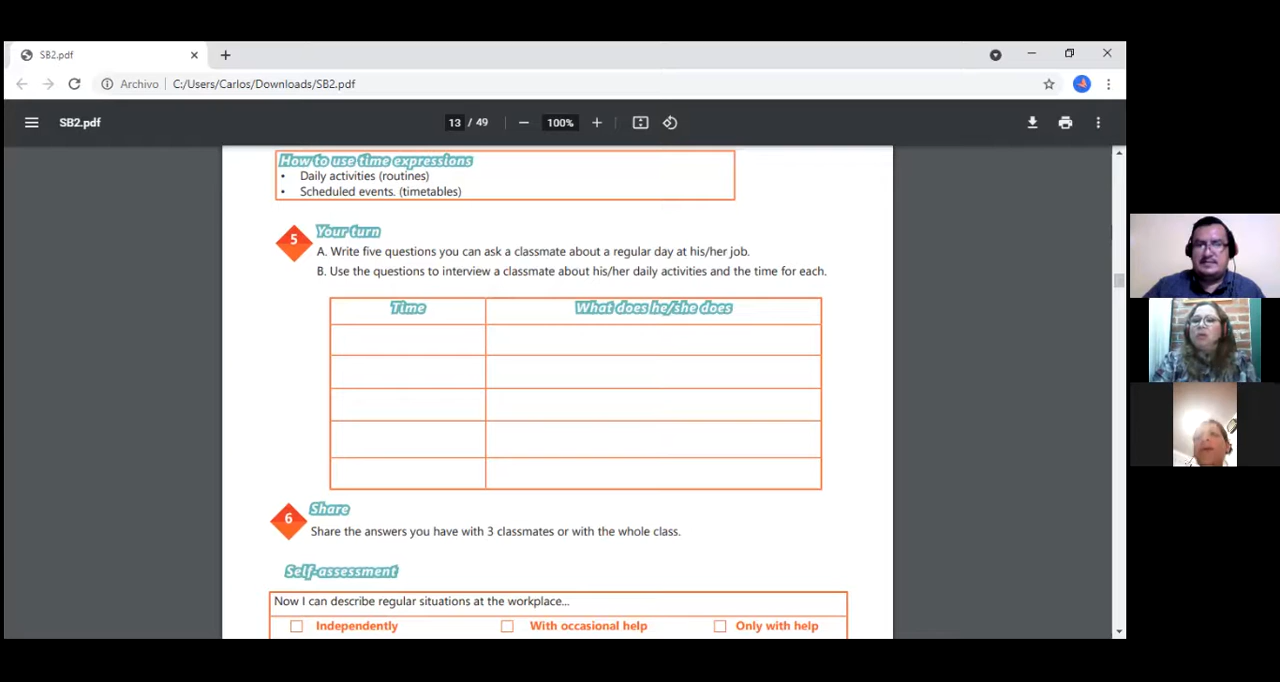 SB2.pdf
Archivo C:/Users/Carlos/Downloads/SB2.pdf
SB2.pdf 13 / 49 100%
How to use time expressions
• Daily activities (routines)
• Scheduled events. (timetables)
5 Your turn
A. Write five questions you can ask a classmate about a regular day at his/her job.
B. Use the questions to interview a classmate about his/her daily activities and the time for each.
Time What does he/she does
6 Share
Share the answers you have with 3 classmates or with the whole class.
Self-assessment
Now I can describe regular situations at the workplace...
Independently With occasional help Only with help